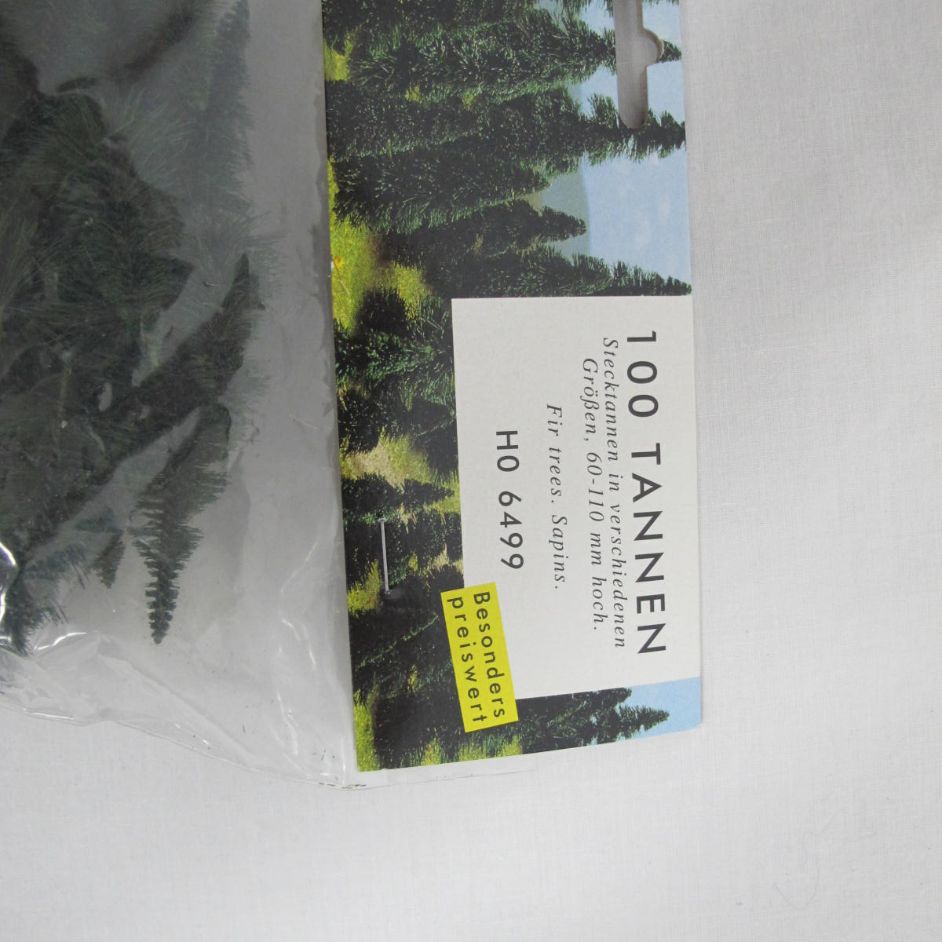 100 TANNEN
Stecktannen in verschiedenen
Größen, 60-110 mm hoch.
Fir trees. Sapins.
H0 6499
Besonders
preiswert